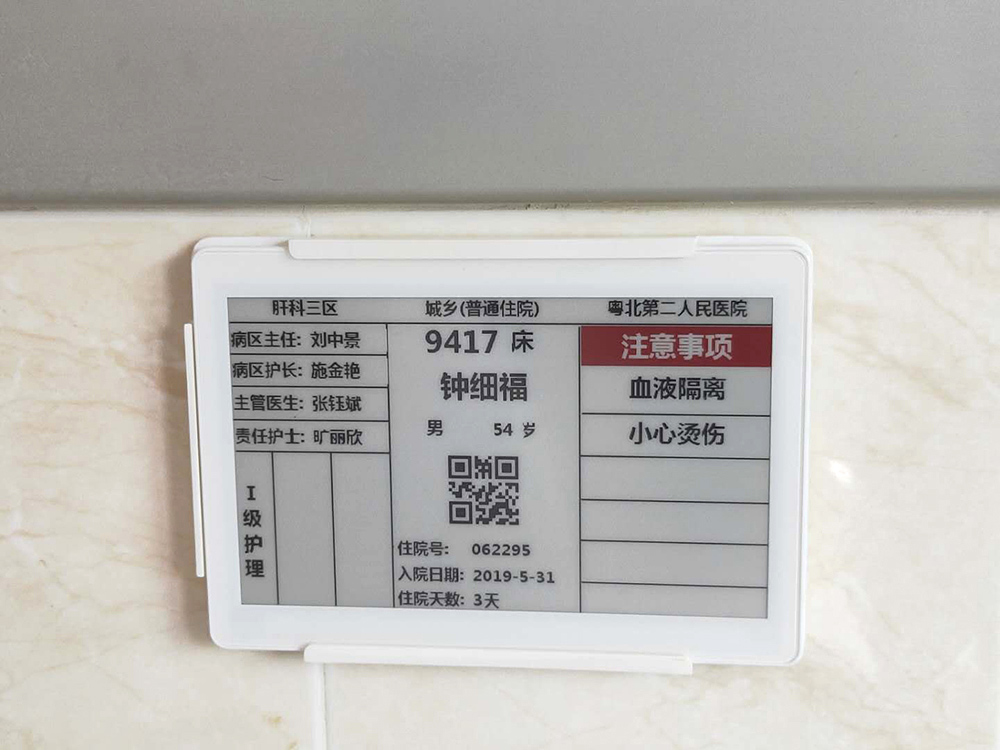 肝科三区 城乡(普通住院) 粤北第二人民医院
病区主任: 刘中景
病区护长: 施金艳
主管医生: 张钰斌
责任护士: 旷丽欣
I级护理
9417 床
钟细福
男 54 岁
住院号: 062295
入院日期: 2019-5-31
住院天数: 3天
注意事项
血液隔离
小心烫伤